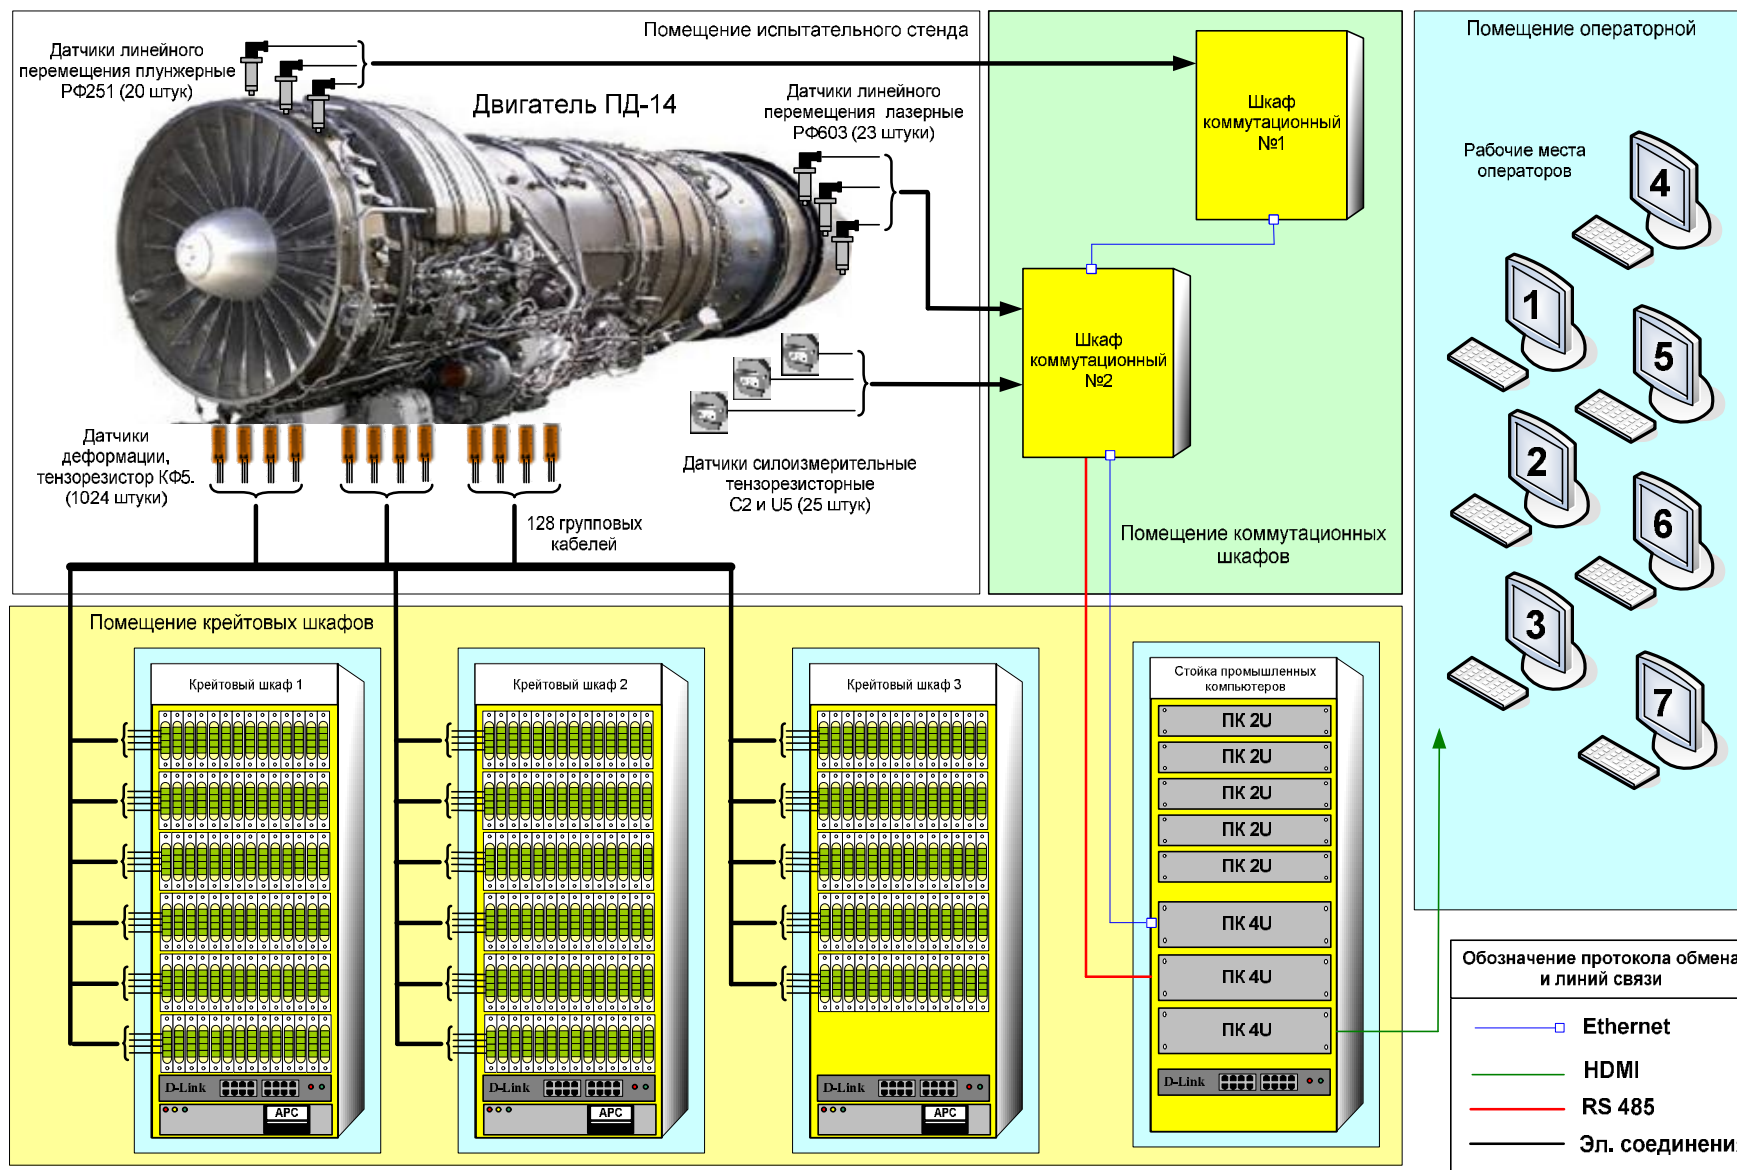 Помещение испытательного стенда
Датчики линейного
перемещения плунжерные
РФ251 (20 штук)
Двигатель ПД-14
Датчики линейного
перемещения лазерные
РФ603 (23 штуки)
Датчики
деформации,
тензорезистор КФ5.
(1024 штуки)
Датчики силоизмерительные
тензорезисторные
С2 и U5 (25 штук)
128 групповых
кабелей
Шкаф
коммутационный
№1
Шкаф
коммутационный
№2
Помещение коммутационных
шкафов
Помещение операторной
Рабочие места
операторов
4
1
5
2
6
3
7
Помещение крейтовых шкафов
Крейтовый шкаф 1
D-Link
APC
Крейтовый шкаф 2
D-Link
APC
Крейтовый шкаф 3
D-Link
APC
Стойка промышленных
компьютеров
ПК 2U
ПК 2U
ПК 2U
ПК 2U
ПК 2U
ПК 4U
ПК 4U
ПК 4U
D-Link
Обозначение протокола обмена
и линий связи
Ethernet
HDMI
RS 485
Эл. соединения